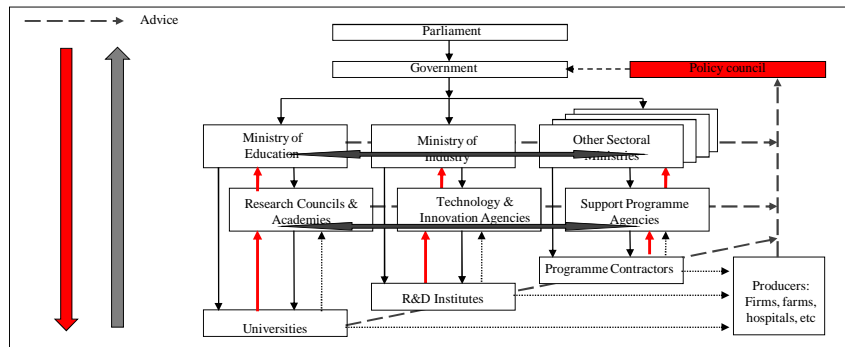 Advice
Parliament
Government
Policy council
Ministry of
Education
Ministry of
Industry
Other Sectoral
Ministries
Research Councils &
Academies
Technology &
Innovation Agencies
Support Programme
Agencies
Programme Contractors
R&D Institutes
Universities
Producers:
Firms, farms,
hospitals, etc